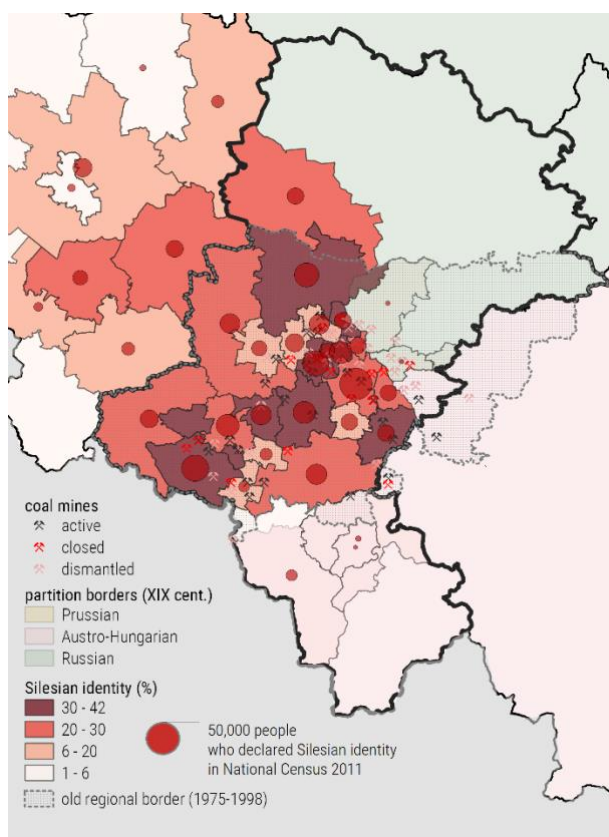 coal mines
active
closed
dismantled
partition borders (XIX cent.)
Prussian
Austro-Hungarian
Russian
Silesian identity (%)
30 - 42
20 - 30
6 - 20
1 - 6
50,000 people
who declared Silesian identity
in National Census 2011
old regional border (1975-1998)